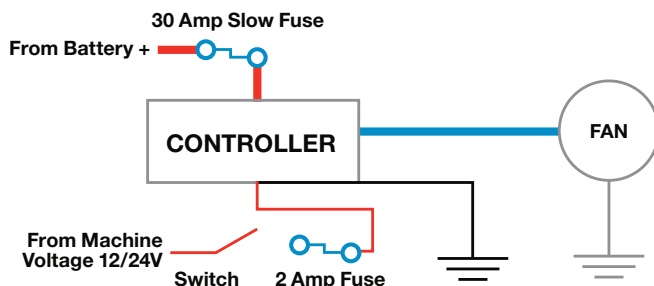 30 Amp Slow Fuse
From Battery +
CONTROLLER
FAN
From Machine
Voltage 12/24V
Switch
2 Amp Fuse